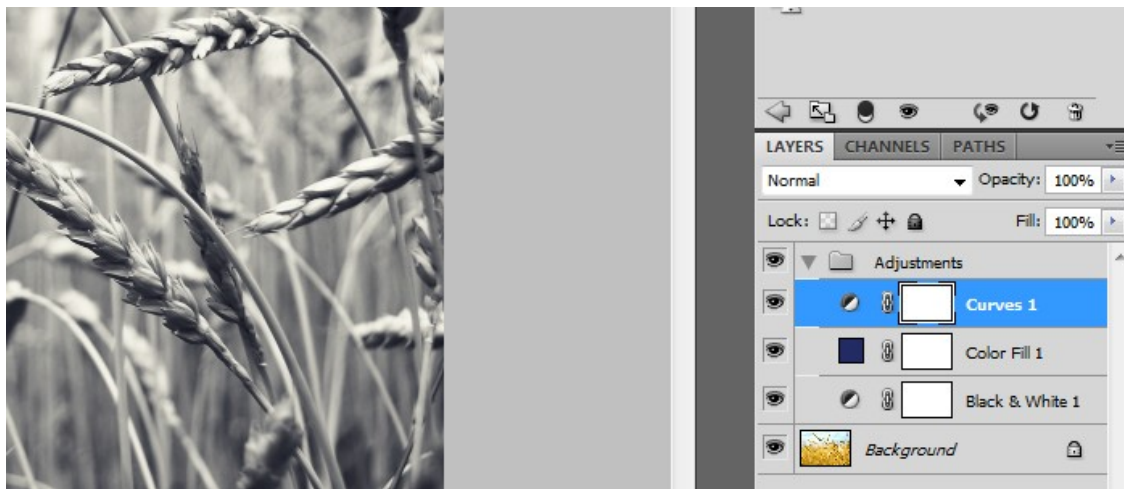 LAYERS CHANNELS PATHS
Normal Opacity: 100%
Lock: Fill: 100%
Adjustments
Curves 1
Color Fill 1
Black & White 1
Background